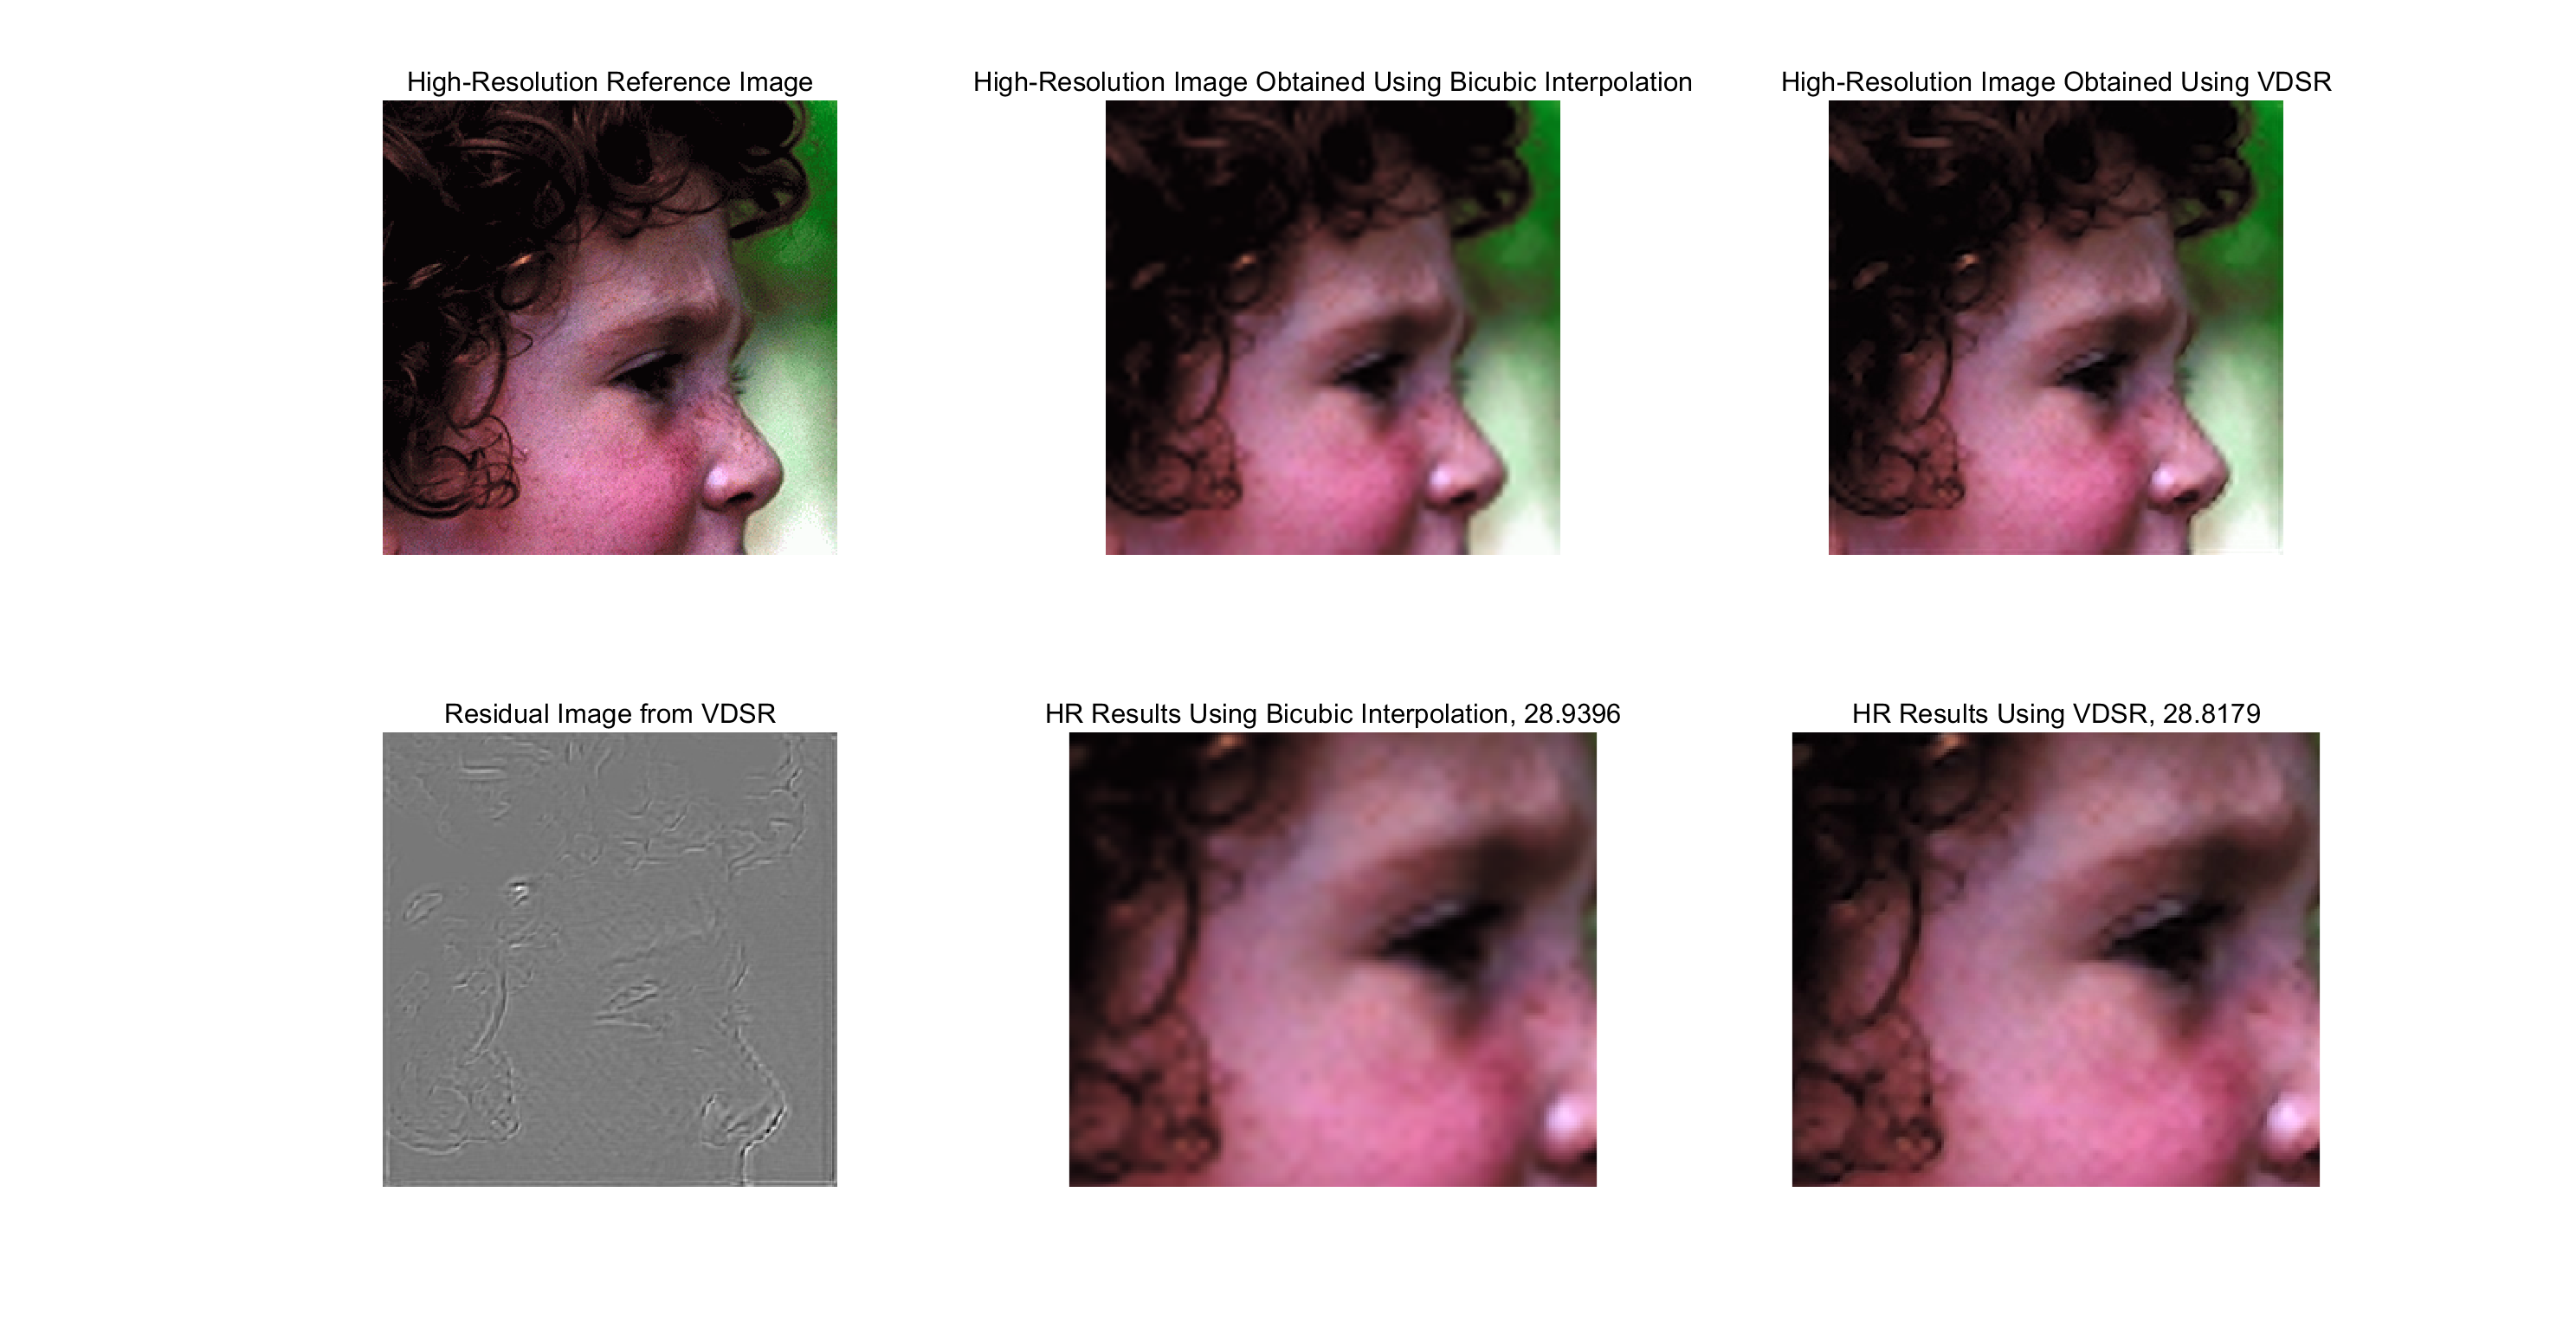 High-Resolution Reference Image
High-Resolution Image Obtained Using Bicubic Interpolation
High-Resolution Image Obtained Using VDSR
Residual Image from VDSR
HR Results Using Bicubic Interpolation, 28.9396
HR Results Using VDSR, 28.8179